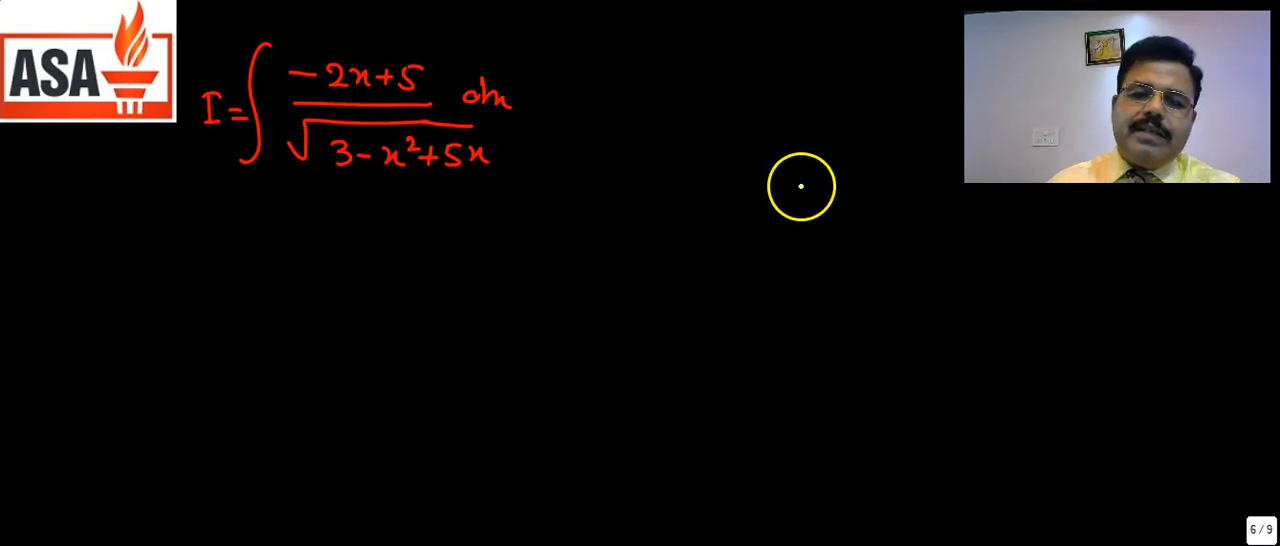 ASA
I = ∫ (-2x+5) / √(3-x²+5x) dx
6/9